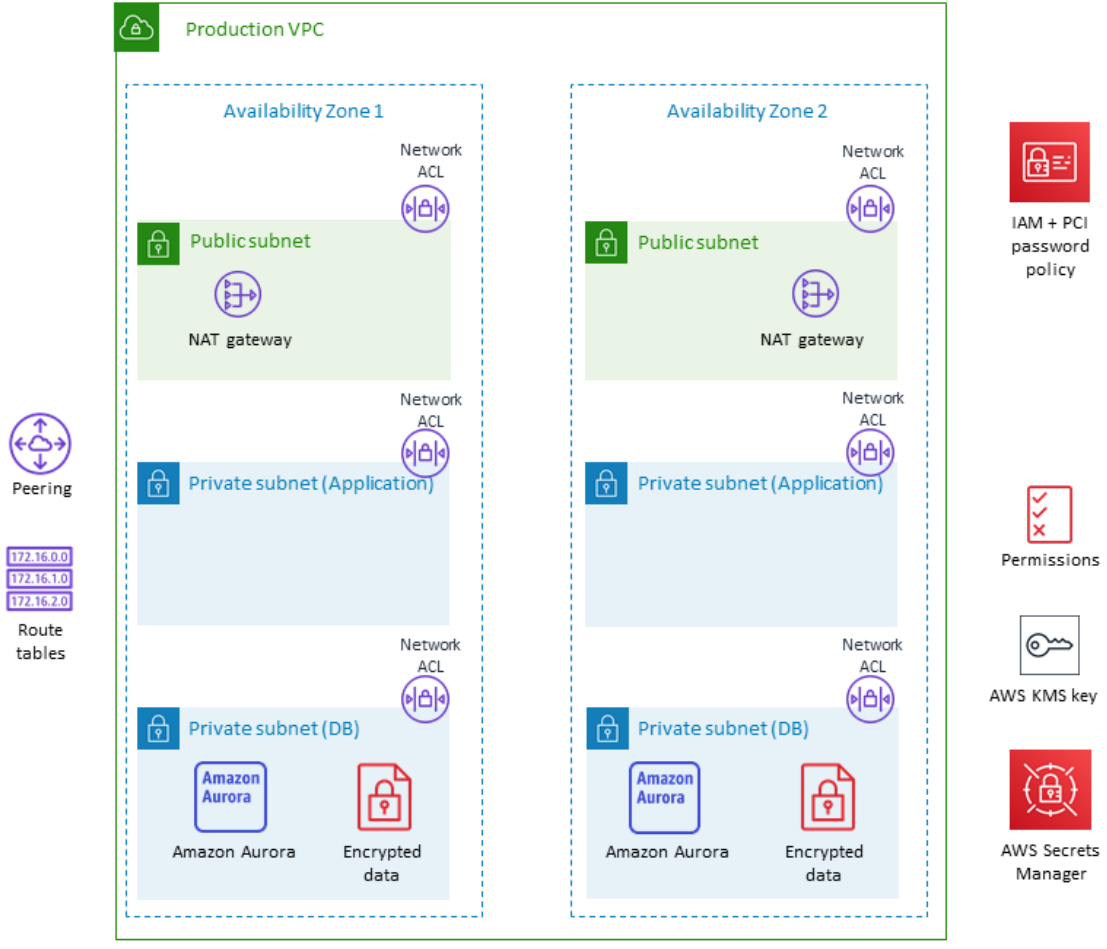 Production VPC
Availability Zone 1
Network
ACL
Public subnet
NAT gateway
Network
ACL
Private subnet (Application)
Network
ACL
Private subnet (DB)
Amazon
Aurora
Amazon Aurora
Encrypted
data
Availability Zone 2
Network
ACL
Public subnet
NAT gateway
Network
ACL
Private subnet (Application)
Network
ACL
Private subnet (DB)
Amazon
Aurora
Amazon Aurora
Encrypted
data
Peering
172.16.0.0
172.16.1.0
172.16.2.0
Route
tables
IAM + PCI
password
policy
Permissions
AWS KMS key
AWS Secrets
Manager